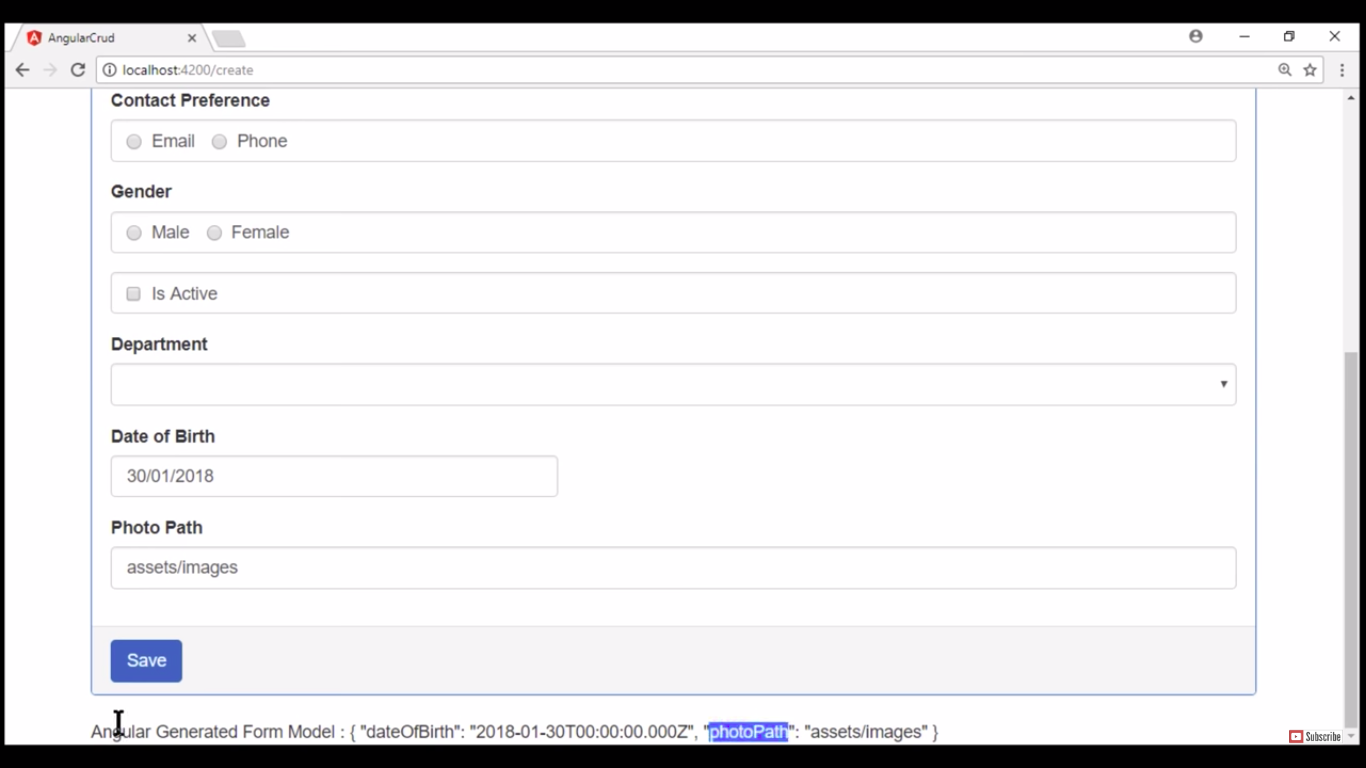 AngularCrud
localhost:4200/create
Contact Preference
Email Phone
Gender
Male Female
Is Active
Department
Date of Birth
30/01/2018
Photo Path
assets/images
Save
Angular Generated Form Model : { "dateOfBirth": "2018-01-30T00:00:00.000Z", "photoPath": "assets/images" }
Subscribe